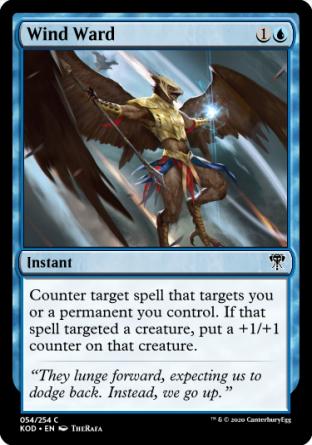 Wind Ward 1
Instant
Counter target spell that targets you
or a permanent you control. If that
spell targeted a creature, put a +1/+1
counter on that creature.
“They lunge forward, expecting us to
dodge back. Instead, we go up.”
054/254 C
KOD • EN TheRafa
™ & © 2020 CanterburyEgg